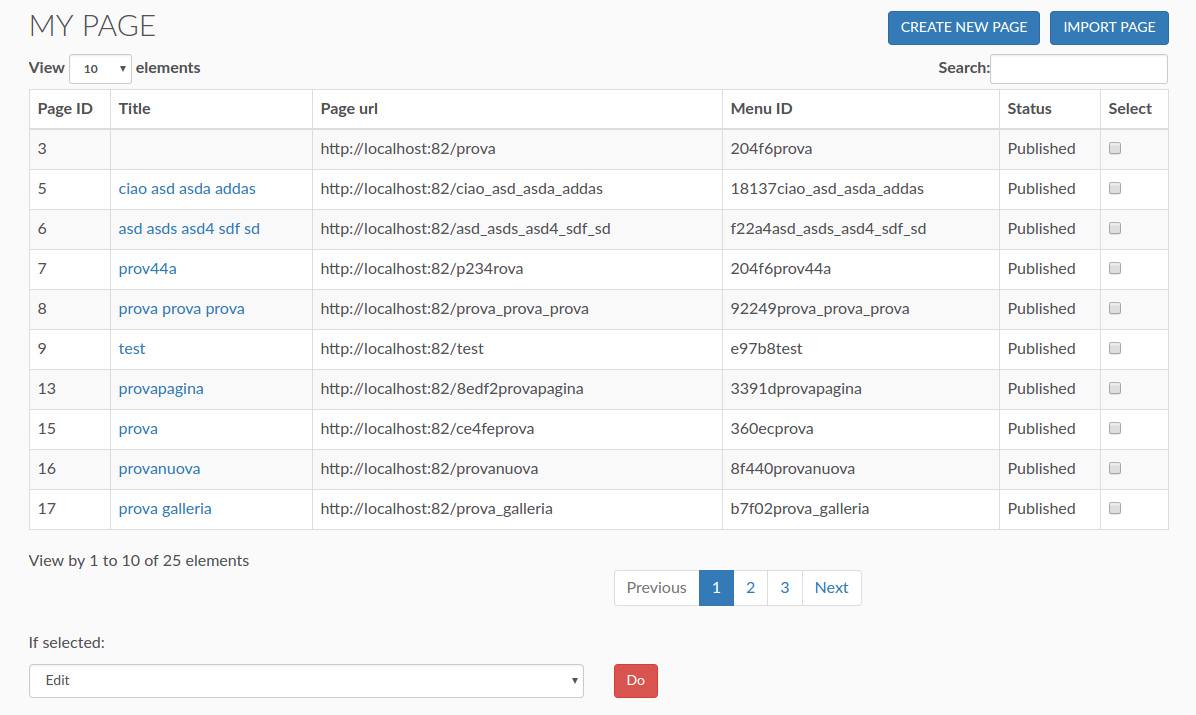 MY PAGE CREATE NEW PAGE IMPORT PAGE
View 10 elements Search:
Page ID Title Page url Menu ID Status Select
3 http://localhost:82/prova 204f6prova Published
5 ciao asd asda addas http://localhost:82/ciao_asd_asda_addas 18137ciao_asd_asda_addas Published
6 asd asds asd4 sdf sd http://localhost:82/asd_asds_asd4_sdf_sd f22a4asd_asds_asd4_sdf_sd Published
7 prov44a http://localhost:82/p234rova 204f6prov44a Published
8 prova prova prova http://localhost:82/prova_prova_prova 92249prova_prova_prova Published
9 test http://localhost:82/test e97b8test Published
13 provapagina http://localhost:82/8edf2provapagina 3391dprovapagina Published
15 prova http://localhost:82/ce4feprova 360ecprova Published
16 provanuova http://localhost:82/provanuova 8f440provanuova Published
17 prova galleria http://localhost:82/prova_galleria b7f02prova_galleria Published
View by 1 to 10 of 25 elements
Previous 1 2 3 Next
If selected:
Edit Do